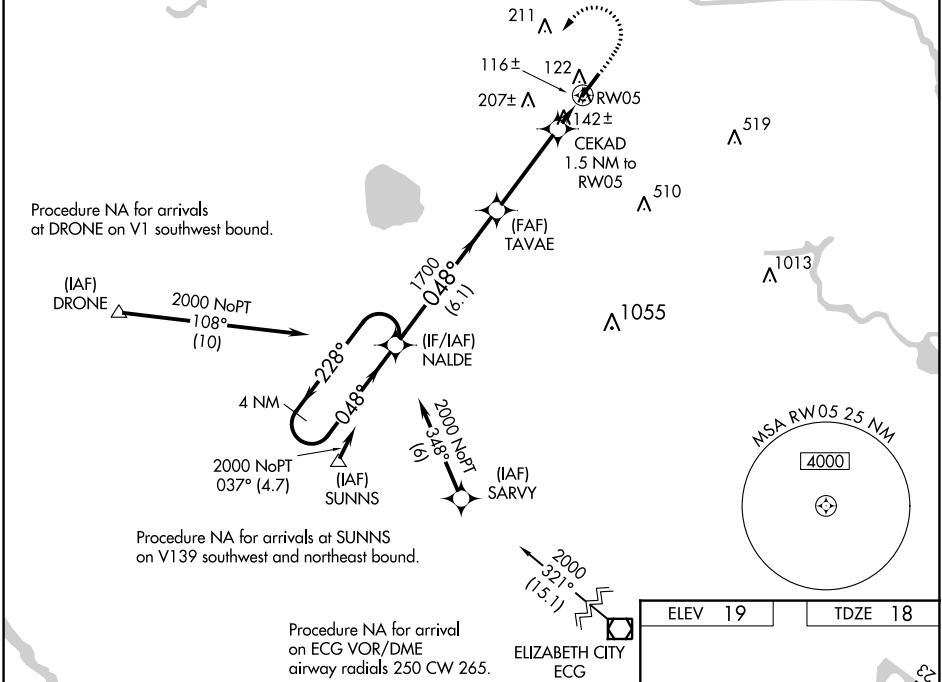 211
116±
122
207±
RW05
142±
CEKAD
1.5 NM to
RW05
519
510
Procedure NA for arrivals
at DRONE on V1 southwest bound.
(FAF)
TAVAE
1013
(IAF)
DRONE
2000 NoPT
108°
(10)
1700
048°
(6.1)
1055
(IF/IAF)
NALDE
228°
048°
4 NM
2000 NoPT
348°
(6)
2000 NoPT
037° (4.7)
(IAF)
SUNNS
(IAF)
SARVY
MSA RW05 25 NM
4000
Procedure NA for arrivals at SUNNS
on V139 southwest and northeast bound.
2000
321°
(15.1)
ELEV 19
TDZE 18
Procedure NA for arrival
on ECG VOR/DME
airway radials 250 CW 265.
ELIZABETH CITY
ECG
23